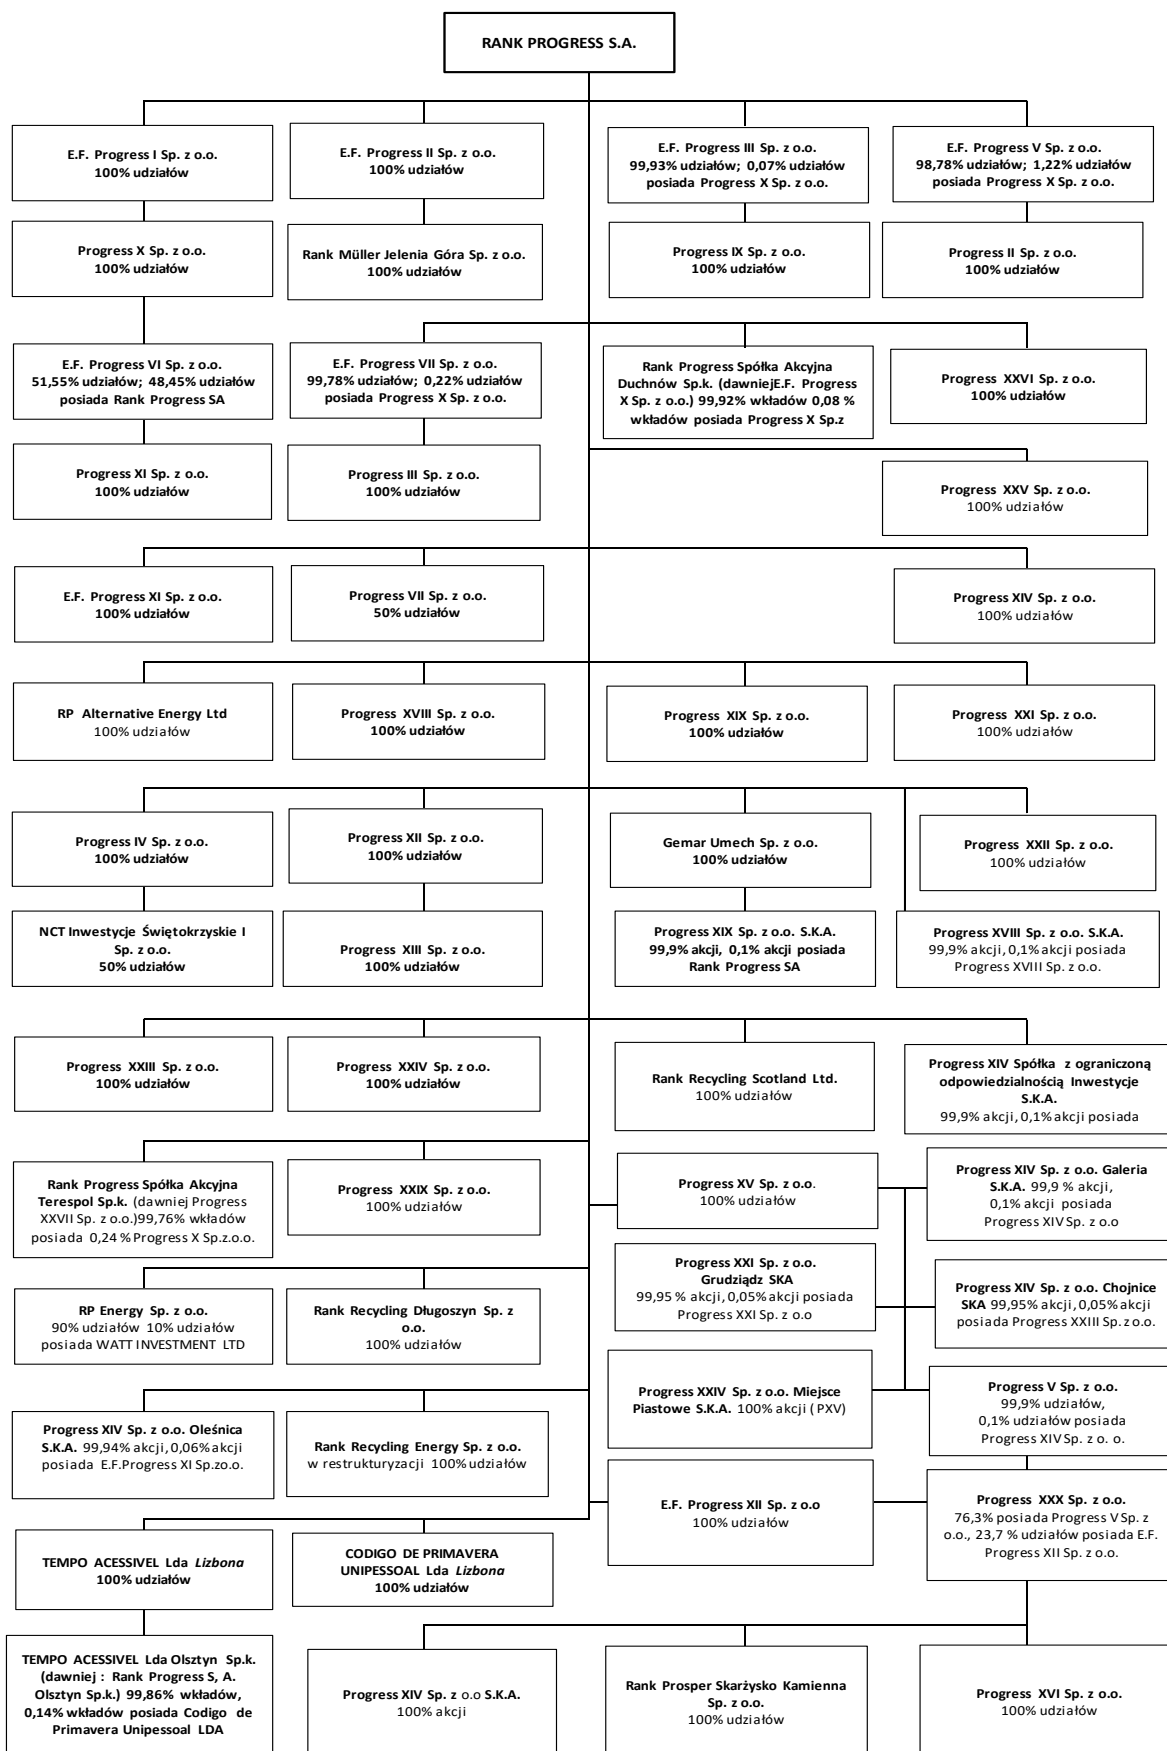 RANK PROGRESS S.A.
E.F. Progress I Sp. z o.o.
100% udziałów
E.F. Progress II Sp. z o.o.
100% udziałów
E.F. Progress III Sp. z o.o.
99,93% udziałów; 0,07% udziałów
posiada Progress X Sp. z o.o.
E.F. Progress V Sp. z o.o.
98,78% udziałów; 1,22% udziałów
posiada Progress X Sp. z o.o.
Progress X Sp. z o.o.
100% udziałów
Rank Müller Jelenia Góra Sp. z o.o.
100% udziałów
Progress IX Sp. z o.o.
100% udziałów
Progress II Sp. z o.o.
100% udziałów
E.F. Progress VI Sp. z o.o.
51,55% udziałów; 48,45% udziałów
posiada Rank Progress SA
E.F. Progress VII Sp. z o.o.
99,78% udziałów; 0,22% udziałów
posiada Progress X Sp. z o.o.
Rank Progress Spółka Akcyjna
Duchnów Sp.k. (dawniejE.F. Progress
X Sp. z o.o.) 99,92% wkładów 0,08 %
wkładów posiada Progress X Sp.z
Progress XXVI Sp. z o.o.
100% udziałów
Progress XI Sp. z o.o.
100% udziałów
Progress III Sp. z o.o.
100% udziałów
Progress XXV Sp. z o.o.
100% udziałów
E.F. Progress XI Sp. z o.o.
100% udziałów
Progress VII Sp. z o.o.
50% udziałów
Progress XIV Sp. z o.o.
100% udziałów
RP Alternative Energy Ltd
100% udziałów
Progress XVIII Sp. z o.o.
100% udziałów
Progress XIX Sp. z o.o.
100% udziałów
Progress XXI Sp. z o.o.
100% udziałów
Progress IV Sp. z o.o.
100% udziałów
Progress XII Sp. z o.o.
100% udziałów
Gemar Umech Sp. z o.o.
100% udziałów
Progress XXII Sp. z o.o.
100% udziałów
NCT Inwestycje Świętokrzyskie I
Sp. z o.o.
50% udziałów
Progress XIII Sp. z o.o.
100% udziałów
Progress XIX Sp. z o.o. S.K.A.
99,9% akcji, 0,1% akcji posiada
Rank Progress SA
Progress XVIII Sp. z o.o. S.K.A.
99,9% akcji, 0,1% akcji posiada
Progress XVIII Sp. z o.o.
Progress XXIII Sp. z o.o.
100% udziałów
Progress XXIV Sp. z o.o.
100% udziałów
Rank Recycling Scotland Ltd.
100% udziałów
Progress XIV Spółka z ograniczoną
odpowiedzialnością Inwestycje
S.K.A.
99,9% akcji, 0,1% akcji posiada
Rank Progress Spółka Akcyjna
Terespol Sp.k. (dawniej Progress
XXVII Sp. z o.o.)99,76% wkładów
posiada 0,24 % Progress X Sp.z.o.o.
Progress XXIX Sp. z o.o.
100% udziałów
Progress XV Sp. z o.o.
100% udziałów
Progress XIV Sp. z o.o. Galeria
S.K.A. 99,9 % akcji,
0,1% akcji posiada
Progress XIV Sp. z o.o
RP Energy Sp. z o.o.
90% udziałów 10% udziałów
posiada WATT INVESTMENT LTD
Rank Recycling Długoszyn Sp. z
o.o.
100% udziałów
Progress XXI Sp. z o.o.
Grudziądz SKA
99,95 % akcji, 0,05% akcji posiada
Progress XXI Sp. z o.o
Progress XIV Sp. z o.o. Chojnice
SKA 99,95% akcji, 0,05% akcji
posiada Progress XXIII Sp. z o.o.
Progress XIV Sp. z o.o. Oleśnica
S.K.A. 99,94% akcji, 0,06% akcji
posiada E.F.Progress XI Sp.zo.o.
Rank Recycling Energy Sp. z o.o.
w restrukturyzacji 100% udziałów
Progress XXIV Sp. z o.o. Miejsce
Piastowe S.K.A. 100% akcji ( PXV)
Progress V Sp. z o.o.
99,9% udziałów,
0,1% udziałów posiada
Progress XIV Sp. z o. o.
E.F. Progress XII Sp. z o.o
100% udziałów
Progress XXX Sp. z o.o.
76,3% posiada Progress V Sp. z
o.o., 23,7 % udziałów posiada E.F.
Progress XII Sp. z o.o.
TEMPO ACESSIVEL Lda Lizbona
100% udziałów
CODIGO DE PRIMAVERA
UNIPESSOAL Lda Lizbona
100% udziałów
TEMPO ACESSIVEL Lda Olsztyn Sp.k.
(dawniej : Rank Progress S, A.
Olsztyn Sp.k.) 99,86% wkładów,
0,14% wkładów posiada Codigo de
Primavera Unipessoal LDA
Progress XIV Sp. z o.o S.K.A.
100% akcji
Rank Prosper Skarżysko Kamienna
Sp. z o.o.
100% udziałów
Progress XVI Sp. z o.o.
100% udziałów